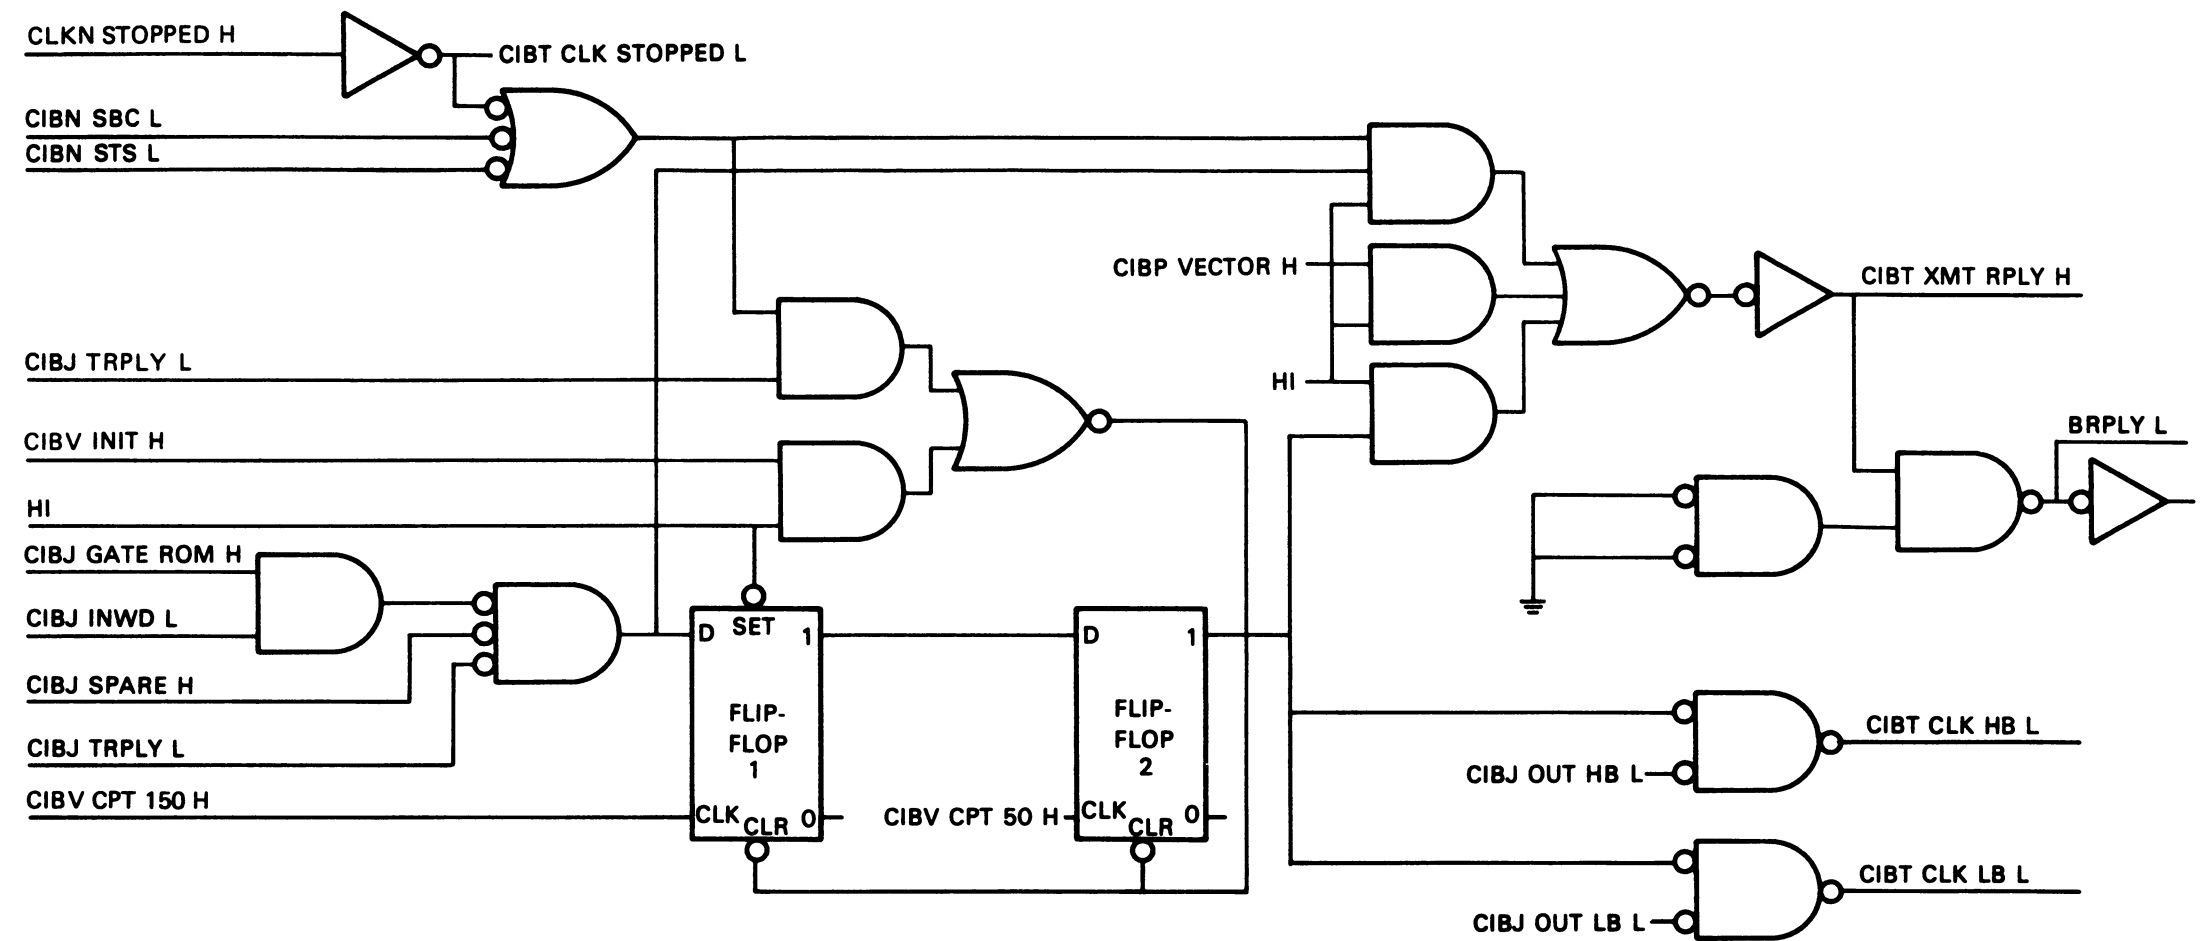 CLKN STOPPED H
CIBT CLK STOPPED L
CIBN SBC L
CIBN STS L
CIBP VECTOR H
CIBT XMT RPLY H
CIBJ TRPLY L
HI
BRPLY L
CIBV INIT H
HI
CIBJ GATE ROM H
CIBJ INWD L
D SET 1
D 1
CIBJ SPARE H
FLIP-
FLOP
1
FLIP-
FLOP
2
CIBT CLK HB L
CIBJ TRPLY L
CIBJ OUT HB L
CIBV CPT 150 H
CLK CLR 0
CIBV CPT 50 H
CLK CLR 0
CIBT CLK LB L
CIBJ OUT LB L